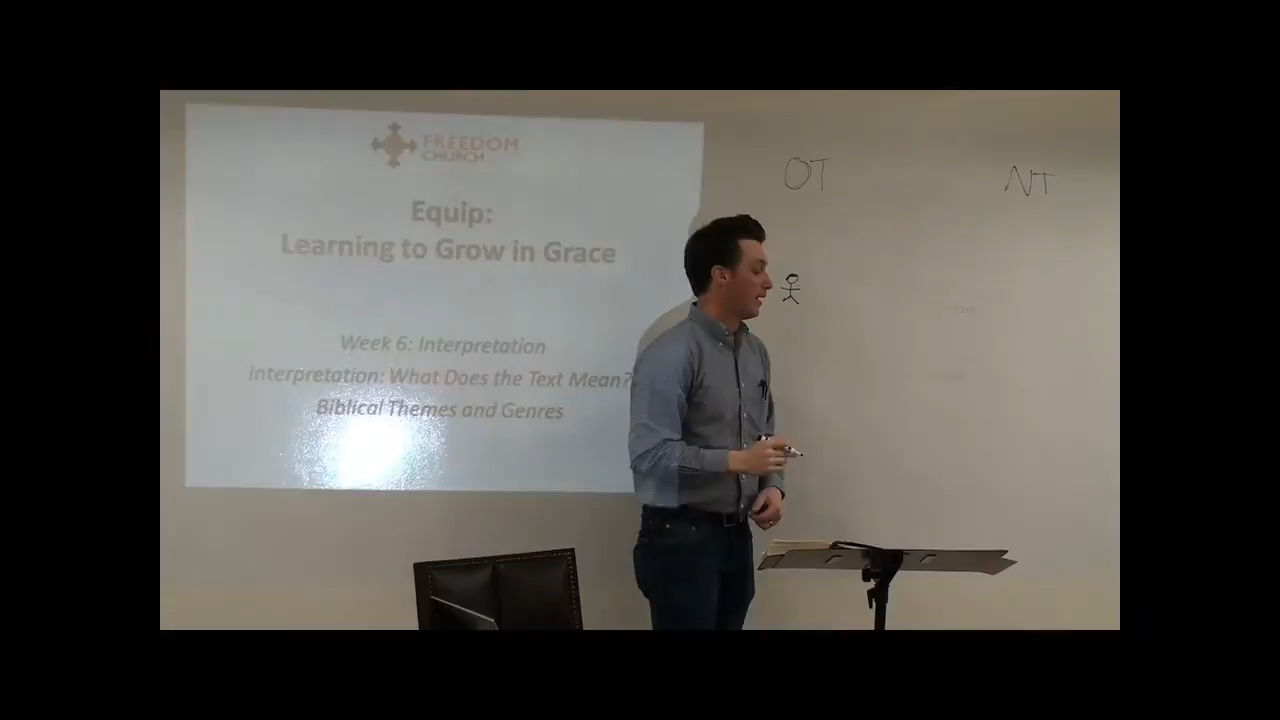 FREEDOM
CHURCH
Equip:
Learning to Grow in Grace
Week 6: Interpretation
Interpretation: What Does the Text Mean?
Biblical Themes and Genres
OT
NT